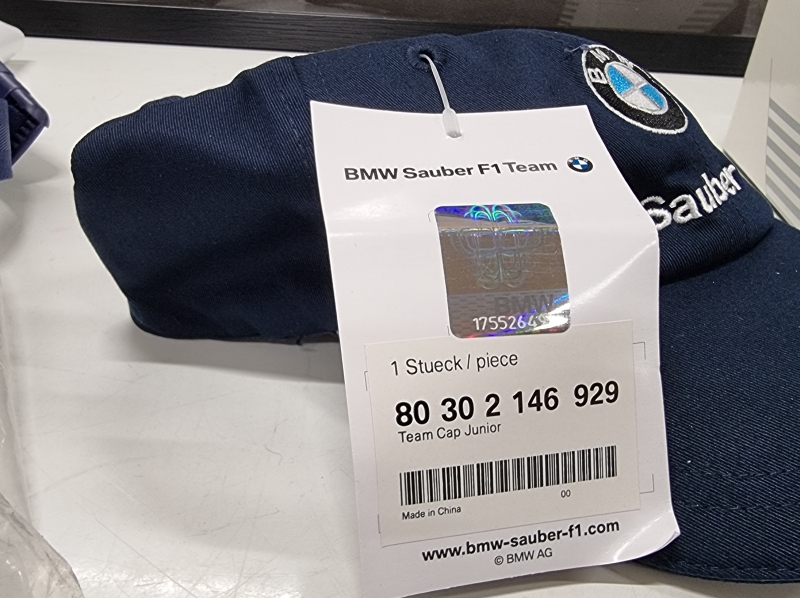 BMW
Sauber
BMW Sauber F1 Team
BMW
1 Stueck / piece
80 30 2 146 929
Team Cap Junior
00
Made in China
www.bmw-sauber-f1.com
© BMW AG